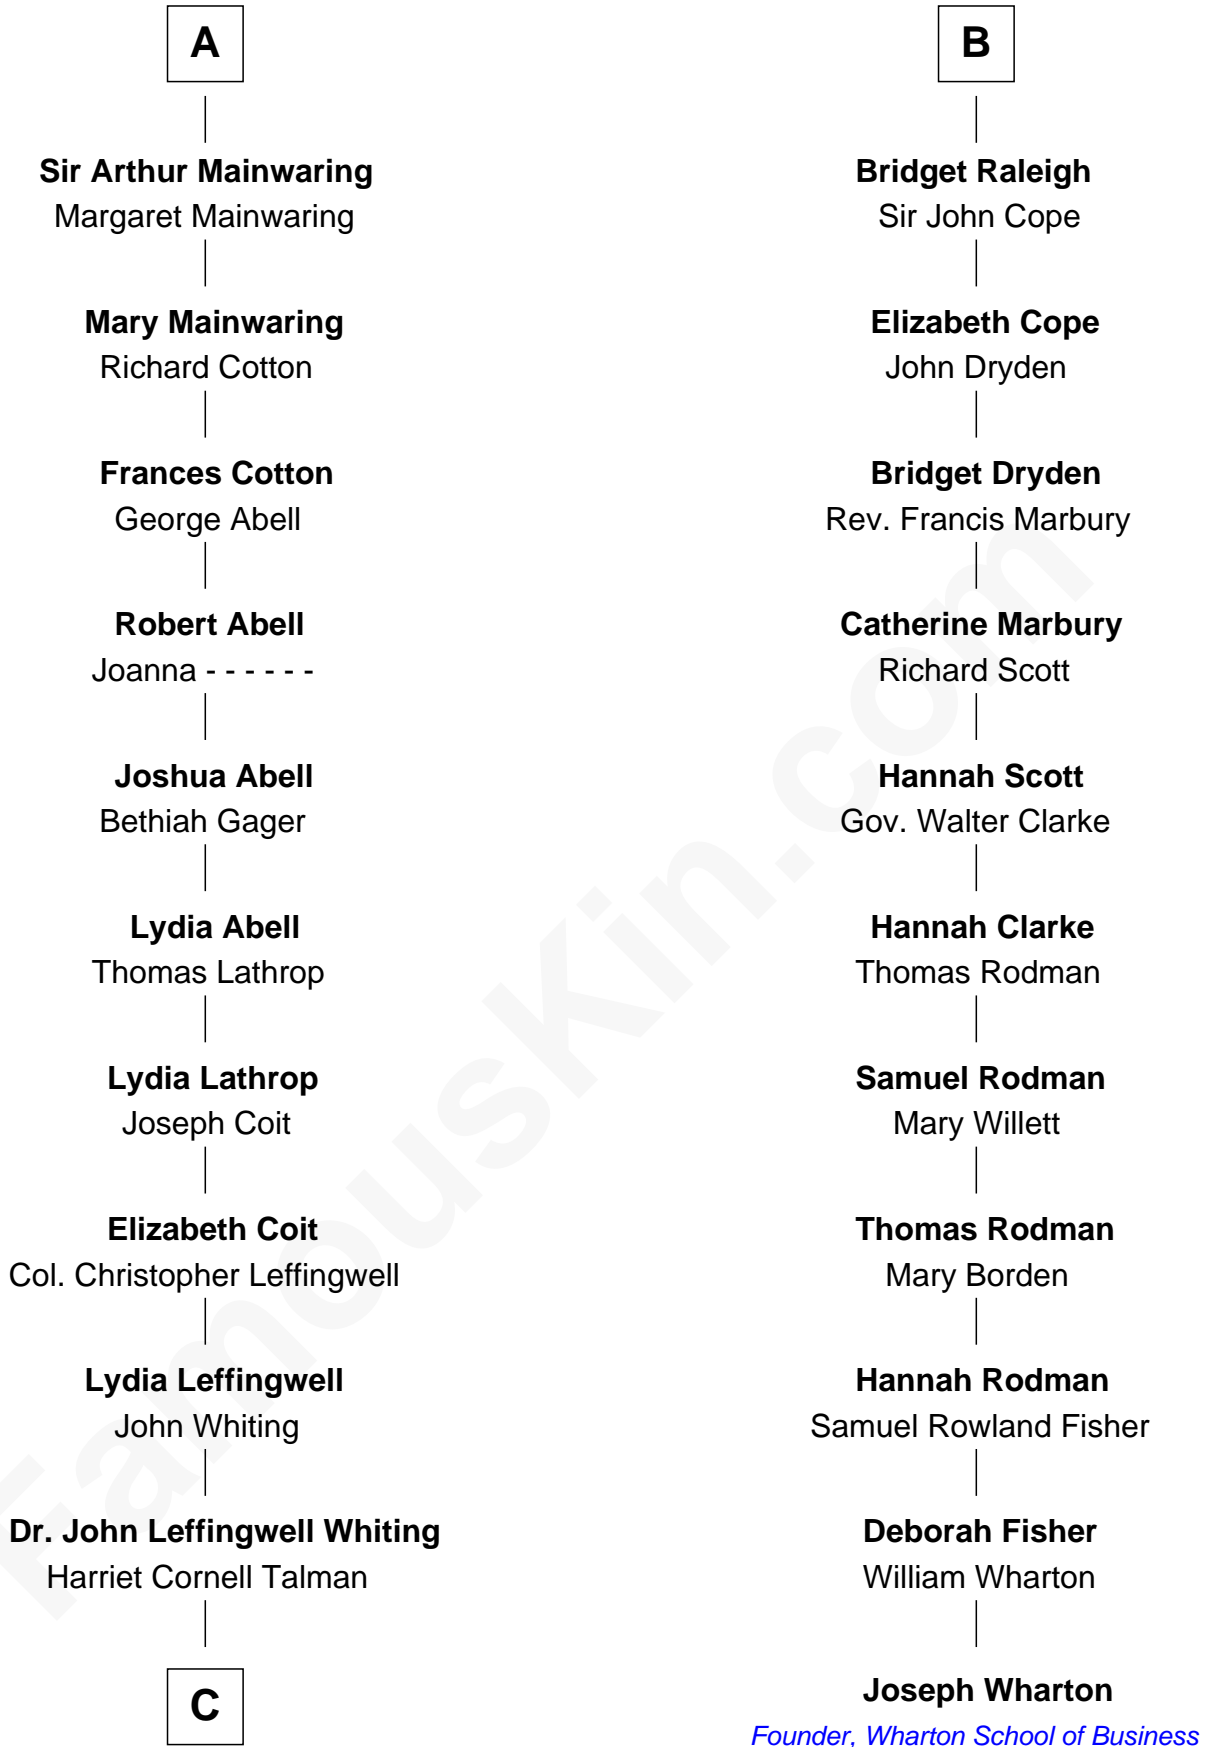 A
Sir Arthur Mainwaring
Margaret Mainwaring
Mary Mainwaring
Richard Cotton
Frances Cotton
George Abell
Robert Abell
Joanna - - - - - -
Joshua Abell
Bethiah Gager
Lydia Abell
Thomas Lathrop
Lydia Lathrop
Joseph Coit
Elizabeth Coit
Col. Christopher Leffingwell
Lydia Leffingwell
John Whiting
Dr. John Leffingwell Whiting
Harriet Cornell Talman
C
B
Bridget Raleigh
Sir John Cope
Elizabeth Cope
John Dryden
Bridget Dryden
Rev. Francis Marbury
Catherine Marbury
Richard Scott
Hannah Scott
Gov. Walter Clarke
Hannah Clarke
Thomas Rodman
Samuel Rodman
Mary Willett
Thomas Rodman
Mary Borden
Hannah Rodman
Samuel Rowland Fisher
Deborah Fisher
William Wharton
Joseph Wharton
Founder, Wharton School of Business
FamousKin.com